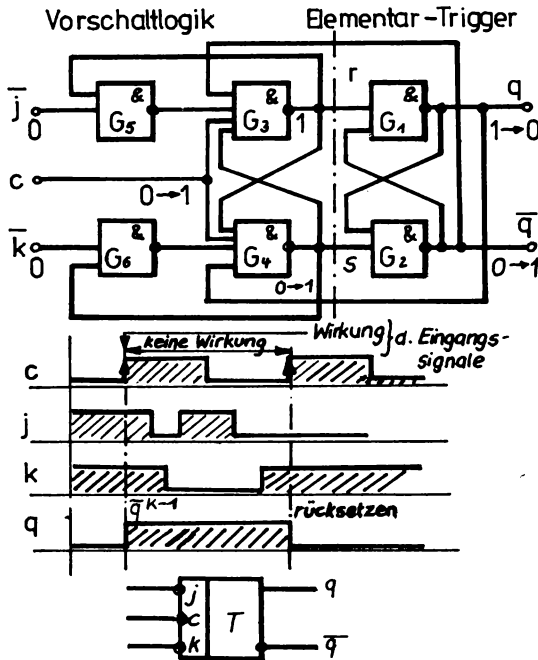 Vorschaltlogik Elementar-Trigger
r
j̅ & G5 & G3 1 & G1 q
0 1→0
c 0→1
k̅ & G6 & G4 & G2 q̅
0 0→1 s 0→1
Wirkung } d. Eingangs-
keine Wirkung signale
c
j
k
q̅ᵏ⁻¹ rücksetzen
q
j q
c T
k q̅